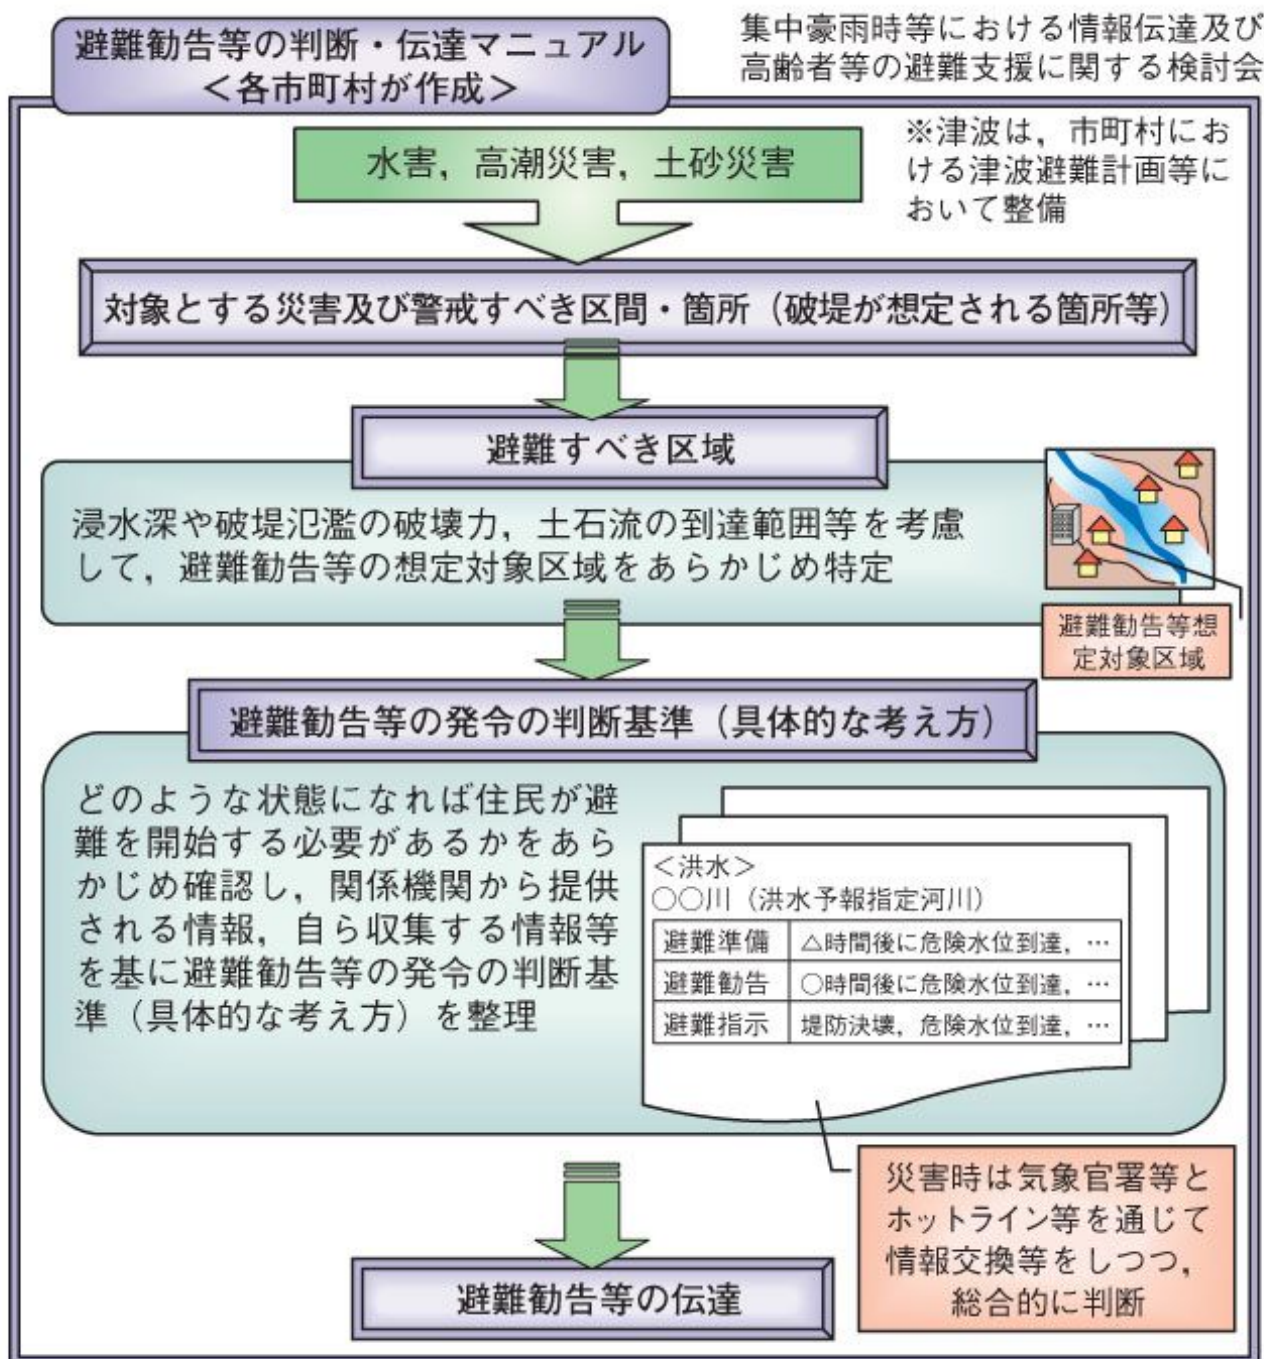 避難勧告等の判断・伝達マニュアル
＜各市町村が作成＞
集中豪雨時等における情報伝達及び
高齢者等の避難支援に関する検討会
水害，高潮災害，土砂災害
※津波は，市町村にお
ける津波避難計画等に
おいて整備
対象とする災害及び警戒すべき区間・箇所（破堤が想定される箇所等）
避難すべき区域
浸水深や破堤氾濫の破壊力，土石流の到達範囲等を考慮
して，避難勧告等の想定対象区域をあらかじめ特定
避難勧告等想
定対象区域
避難勧告等の発令の判断基準（具体的な考え方）
どのような状態になれば住民が避
難を開始する必要があるかをあら
かじめ確認し，関係機関から提供
される情報，自ら収集する情報等
を基に避難勧告等の発令の判断基
準（具体的な考え方）を整理
＜洪水＞
○○川（洪水予報指定河川）
避難準備 △時間後に危険水位到達，…
避難勧告 ○時間後に危険水位到達，…
避難指示 堤防決壊，危険水位到達，…
災害時は気象官署等と
ホットライン等を通じて
情報交換等をしつつ，
総合的に判断
避難勧告等の伝達